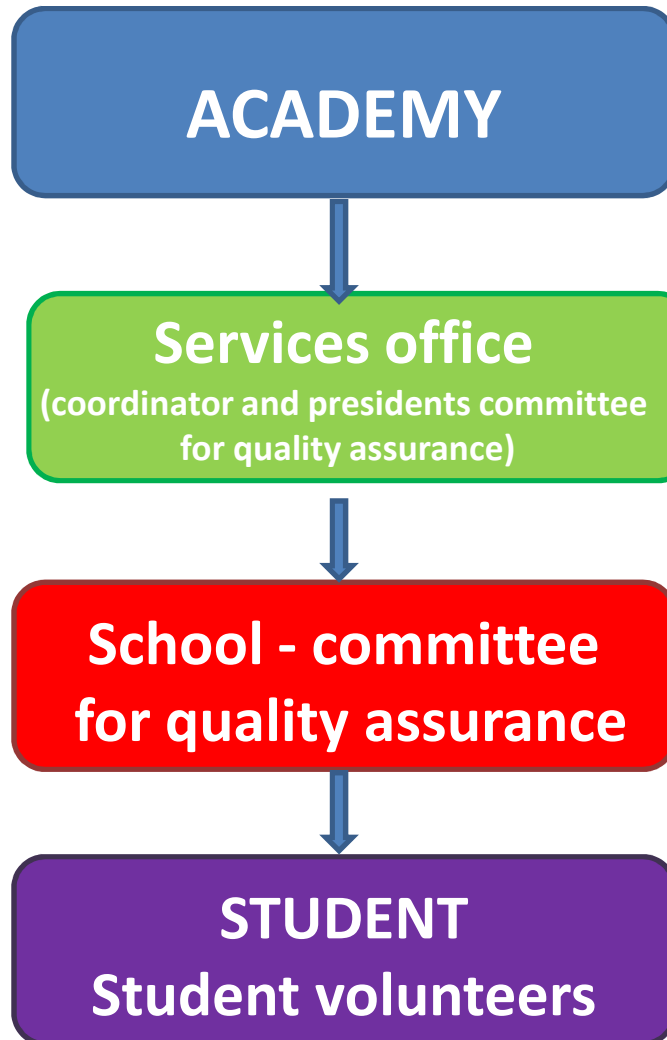 ACADEMY
Services office
(coordinator and presidents committee
for quality assurance)
School - committee
for quality assurance
STUDENT
Student volunteers